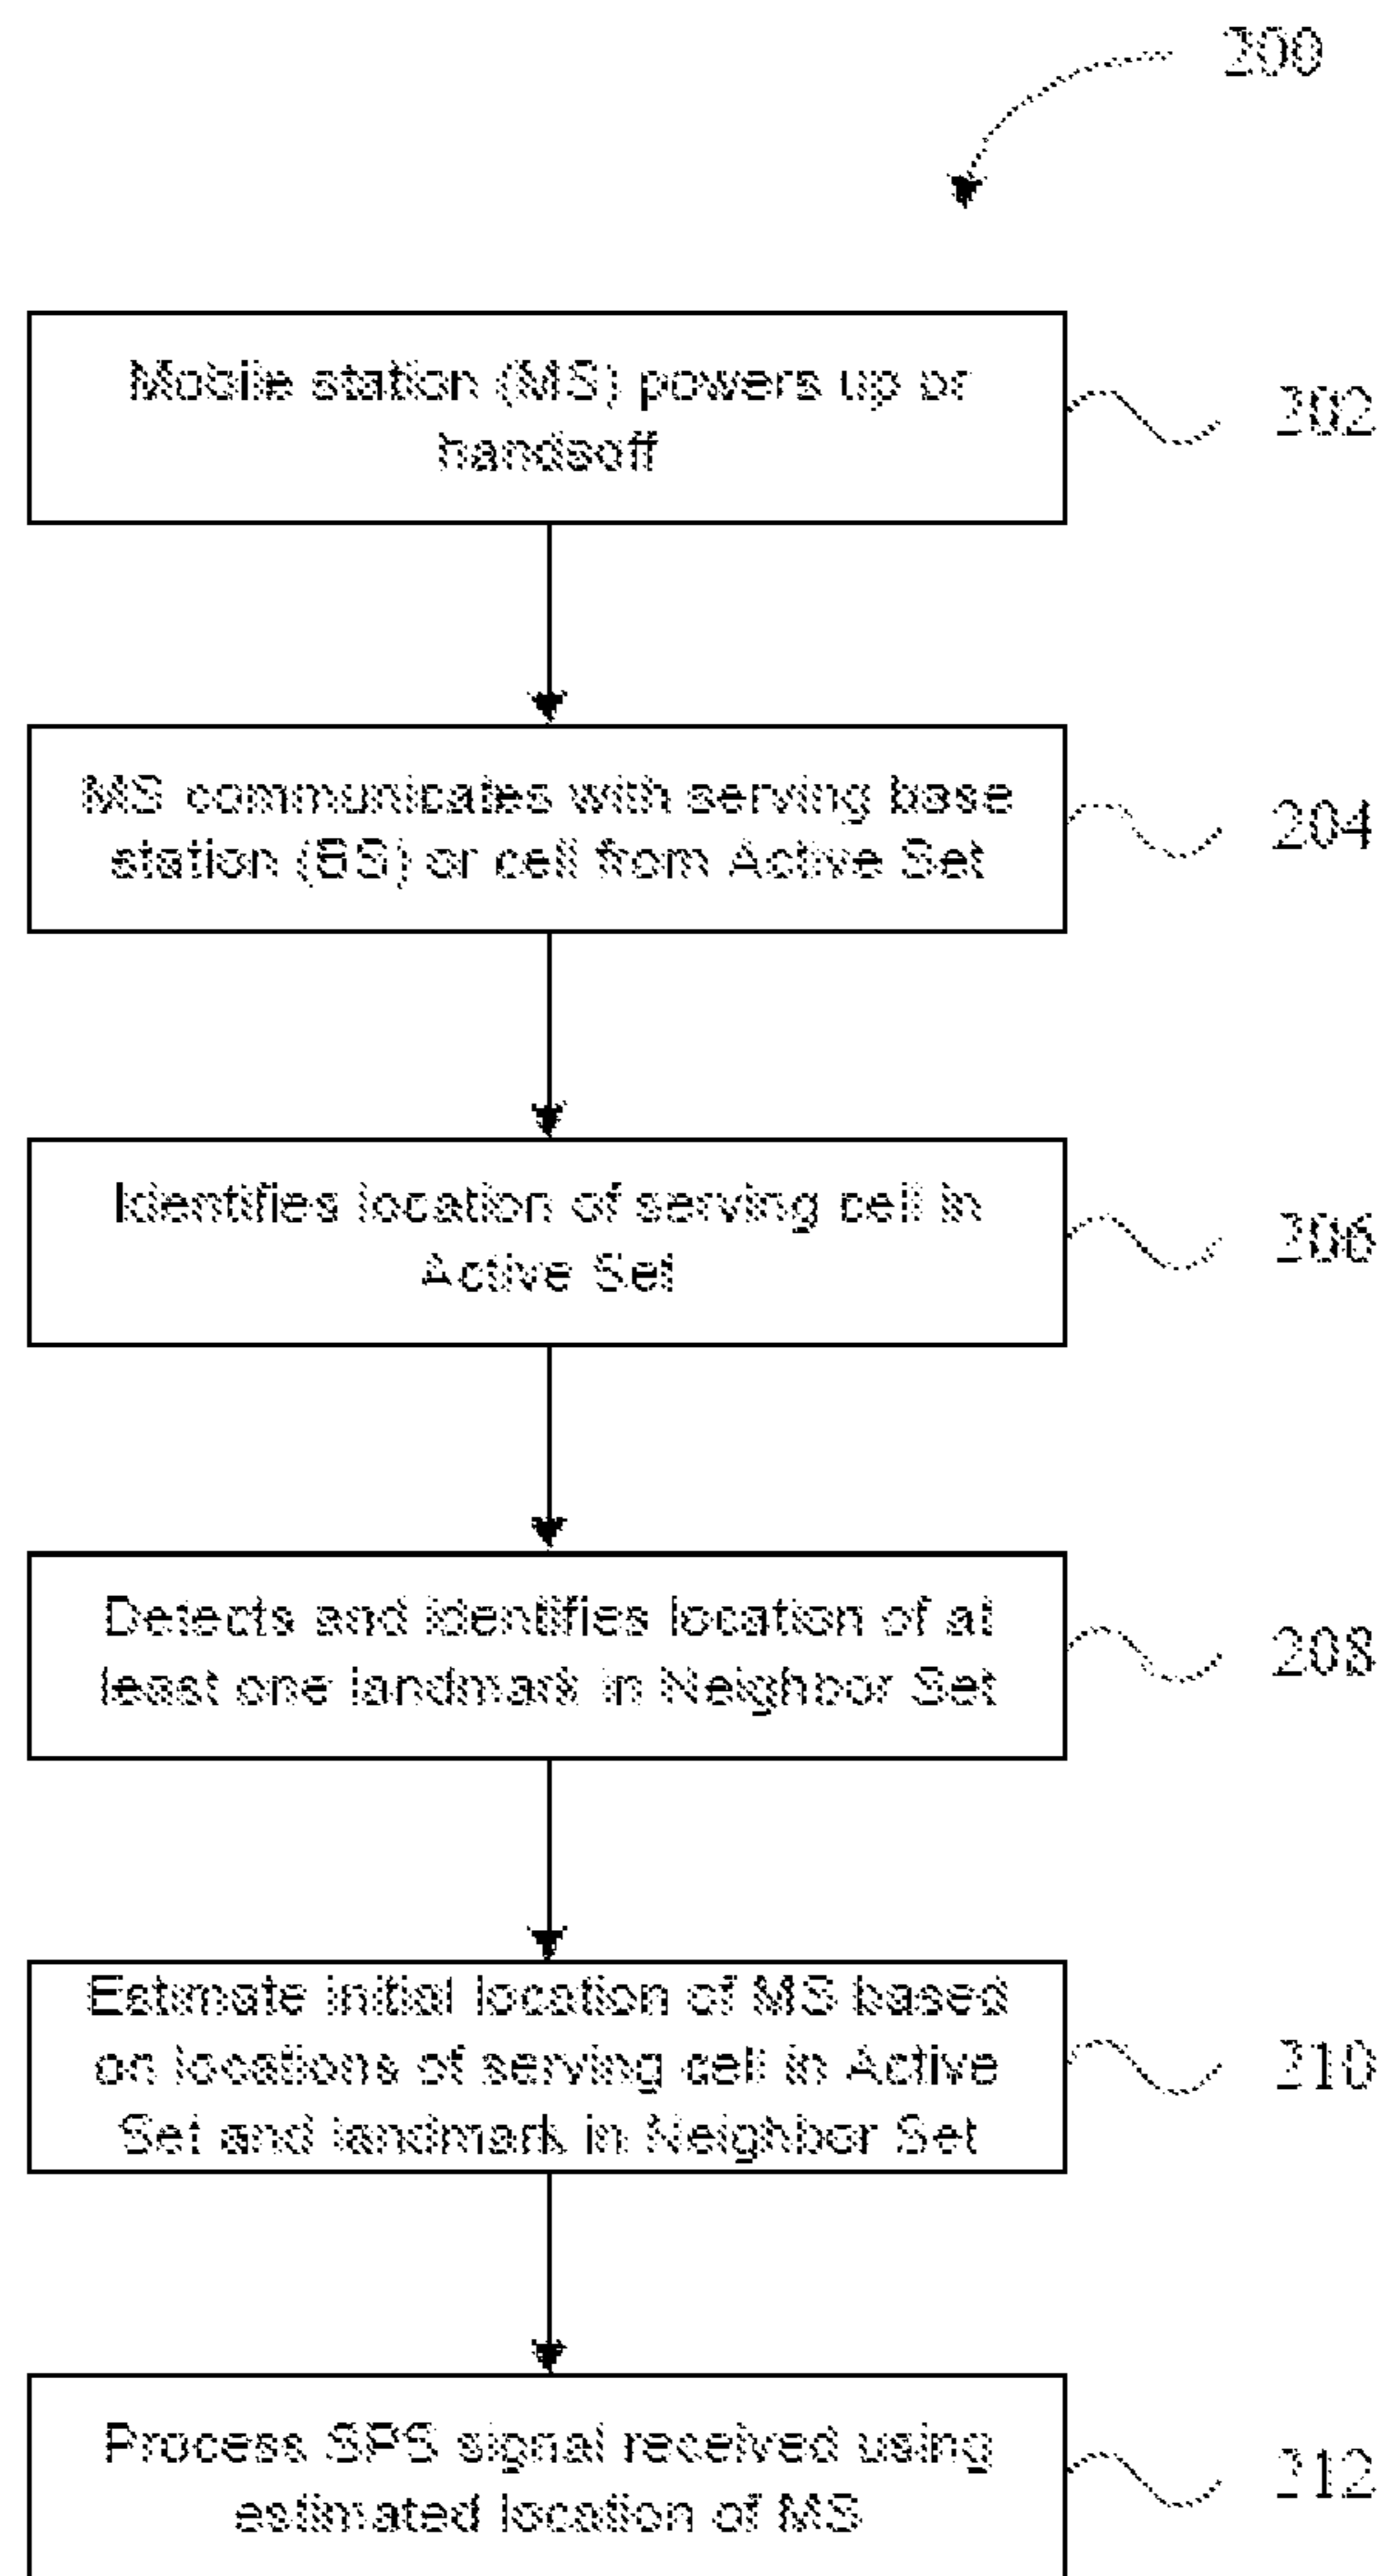 200
Mobile station (MS) powers up or
handsoff
202
MS communicates with serving base
station (BS) or cell from Active Set
204
Identifies location of serving cell in
Active Set
206
Detects and identifies location of at
least one landmark in Neighbor Set
208
Estimate initial location of MS based
on locations of serving cell in Active
Set and landmark in Neighbor Set
210
Process SPS signal received using
estimated location of MS
212